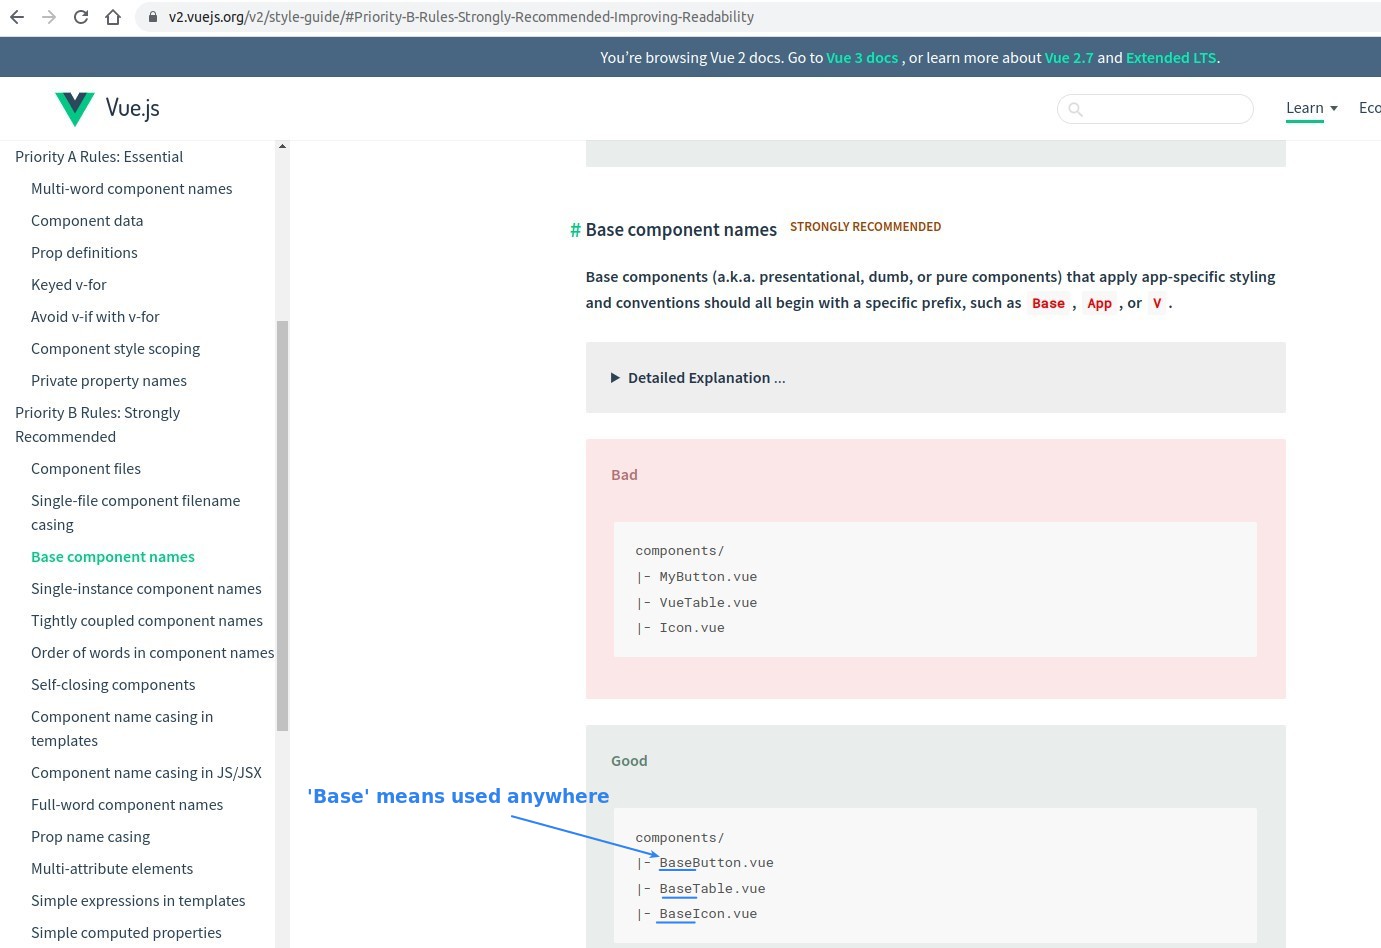 v2.vuejs.org/v2/style-guide/#Priority-B-Rules-Strongly-Recommended-Improving-Readability
You’re browsing Vue 2 docs. Go to Vue 3 docs , or learn more about Vue 2.7 and Extended LTS.
Vue.js
Learn
Eco
Priority A Rules: Essential
Multi-word component names
Component data
Prop definitions
Keyed v-for
Avoid v-if with v-for
Component style scoping
Private property names
Priority B Rules: Strongly
Recommended
Component files
Single-file component filename
casing
Base component names
Single-instance component names
Tightly coupled component names
Order of words in component names
Self-closing components
Component name casing in
templates
Component name casing in JS/JSX
Full-word component names
Prop name casing
Multi-attribute elements
Simple expressions in templates
Simple computed properties
# Base component names STRONGLY RECOMMENDED
Base components (a.k.a. presentational, dumb, or pure components) that apply app-specific styling
and conventions should all begin with a specific prefix, such as Base , App , or V .
Detailed Explanation ...
Bad
components/
|- MyButton.vue
|- VueTable.vue
|- Icon.vue
Good
'Base' means used anywhere
components/
|- BaseButton.vue
|- BaseTable.vue
|- BaseIcon.vue